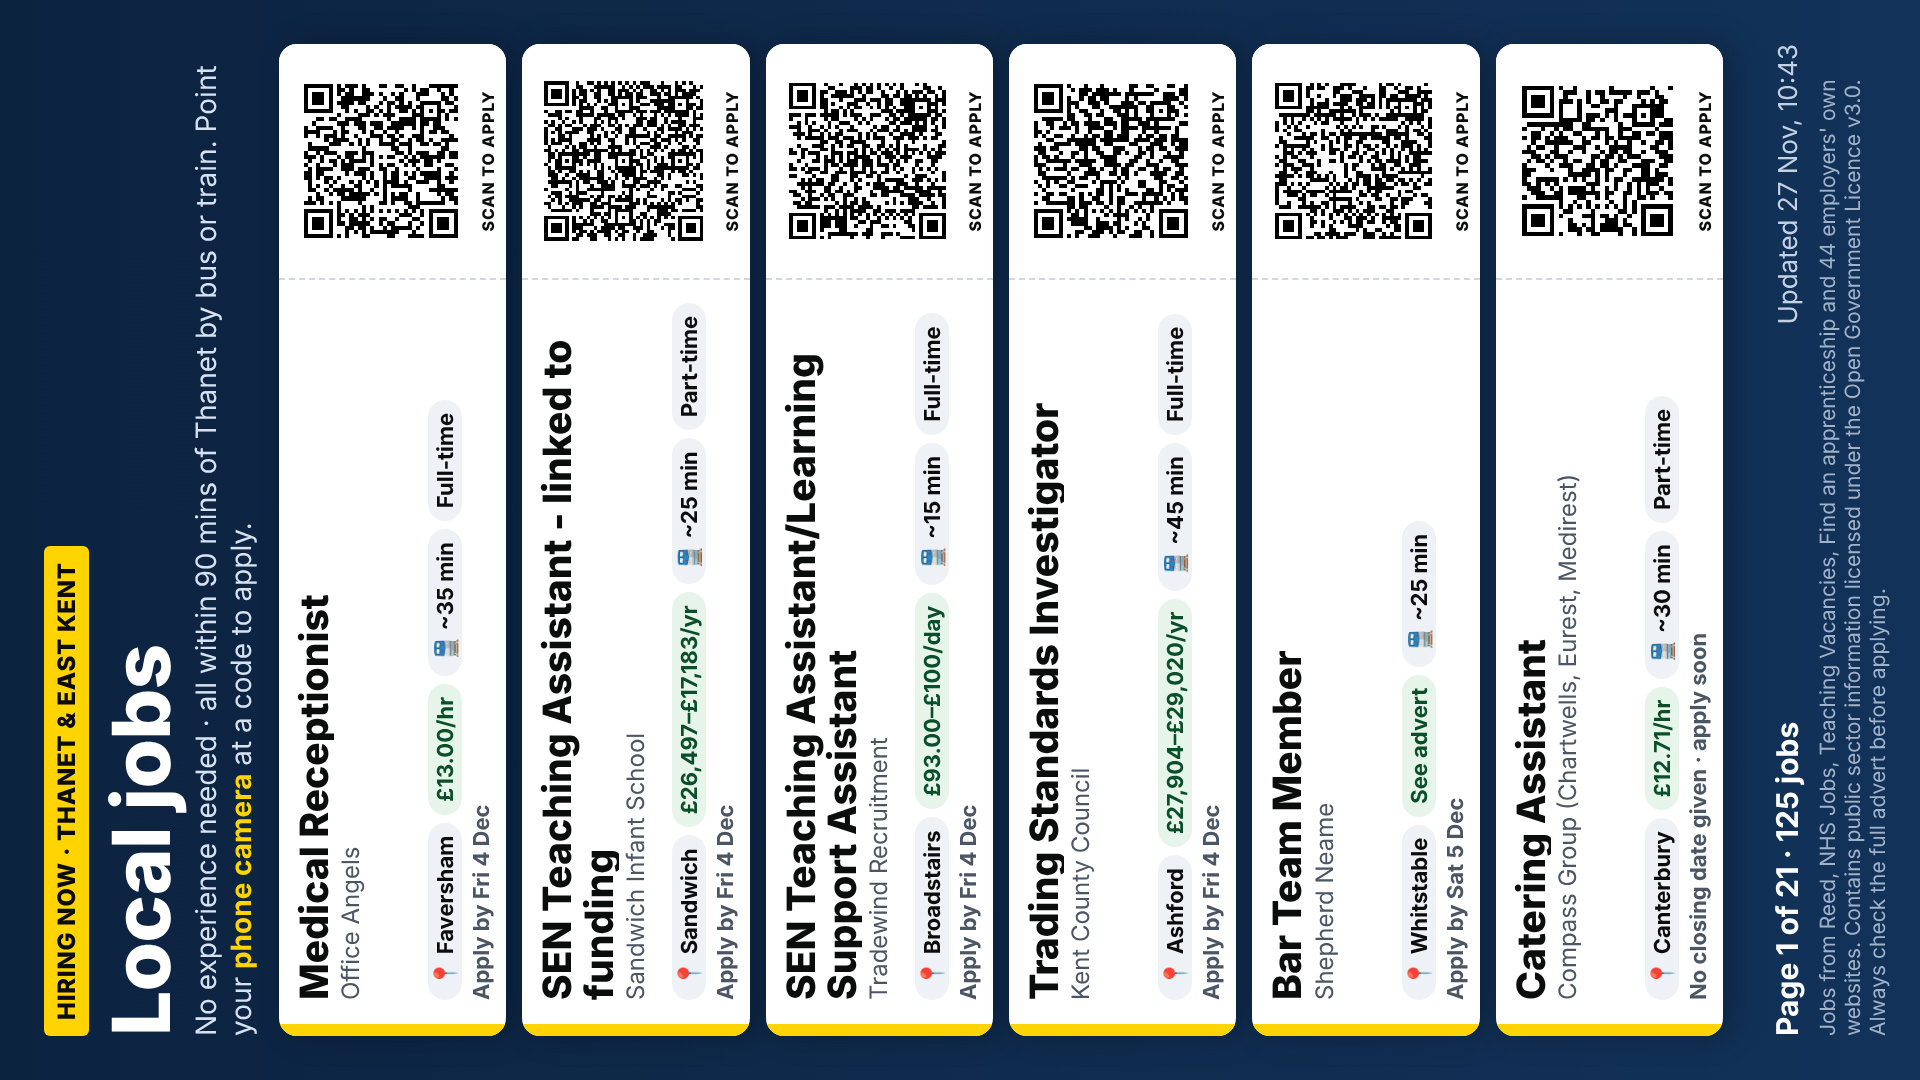 HIRING NOW · THANET & EAST KENT
Local jobs
No experience needed · all within 90 mins of Thanet by bus or train. Point
your phone camera at a code to apply.
Medical Receptionist
Office Angels
📍 Faversham £13.00/hr 🚆 ~35 min Full-time
Apply by Fri 4 Dec
SCAN TO APPLY
SEN Teaching Assistant - linked to
funding
Sandwich Infant School
📍 Sandwich £26,497–£17,183/yr 🚆 ~25 min Part-time
Apply by Fri 4 Dec
SCAN TO APPLY
SEN Teaching Assistant/Learning
Support Assistant
Tradewind Recruitment
📍 Broadstairs £93.00–£100/day 🚆 ~15 min Full-time
Apply by Fri 4 Dec
SCAN TO APPLY
Trading Standards Investigator
Kent County Council
📍 Ashford £27,904–£29,020/yr 🚆 ~45 min Full-time
Apply by Fri 4 Dec
SCAN TO APPLY
Bar Team Member
Shepherd Neame
📍 Whitstable See advert 🚆 ~25 min
Apply by Sat 5 Dec
SCAN TO APPLY
Catering Assistant
Compass Group (Chartwells, Eurest, Medirest)
📍 Canterbury £12.71/hr 🚆 ~30 min Part-time
No closing date given · apply soon
SCAN TO APPLY
Page 1 of 21 · 125 jobs
Updated 27 Nov, 10:43
Jobs from Reed, NHS Jobs, Teaching Vacancies, Find an apprenticeship and 44 employers' own
websites. Contains public sector information licensed under the Open Government Licence v3.0.
Always check the full advert before applying.